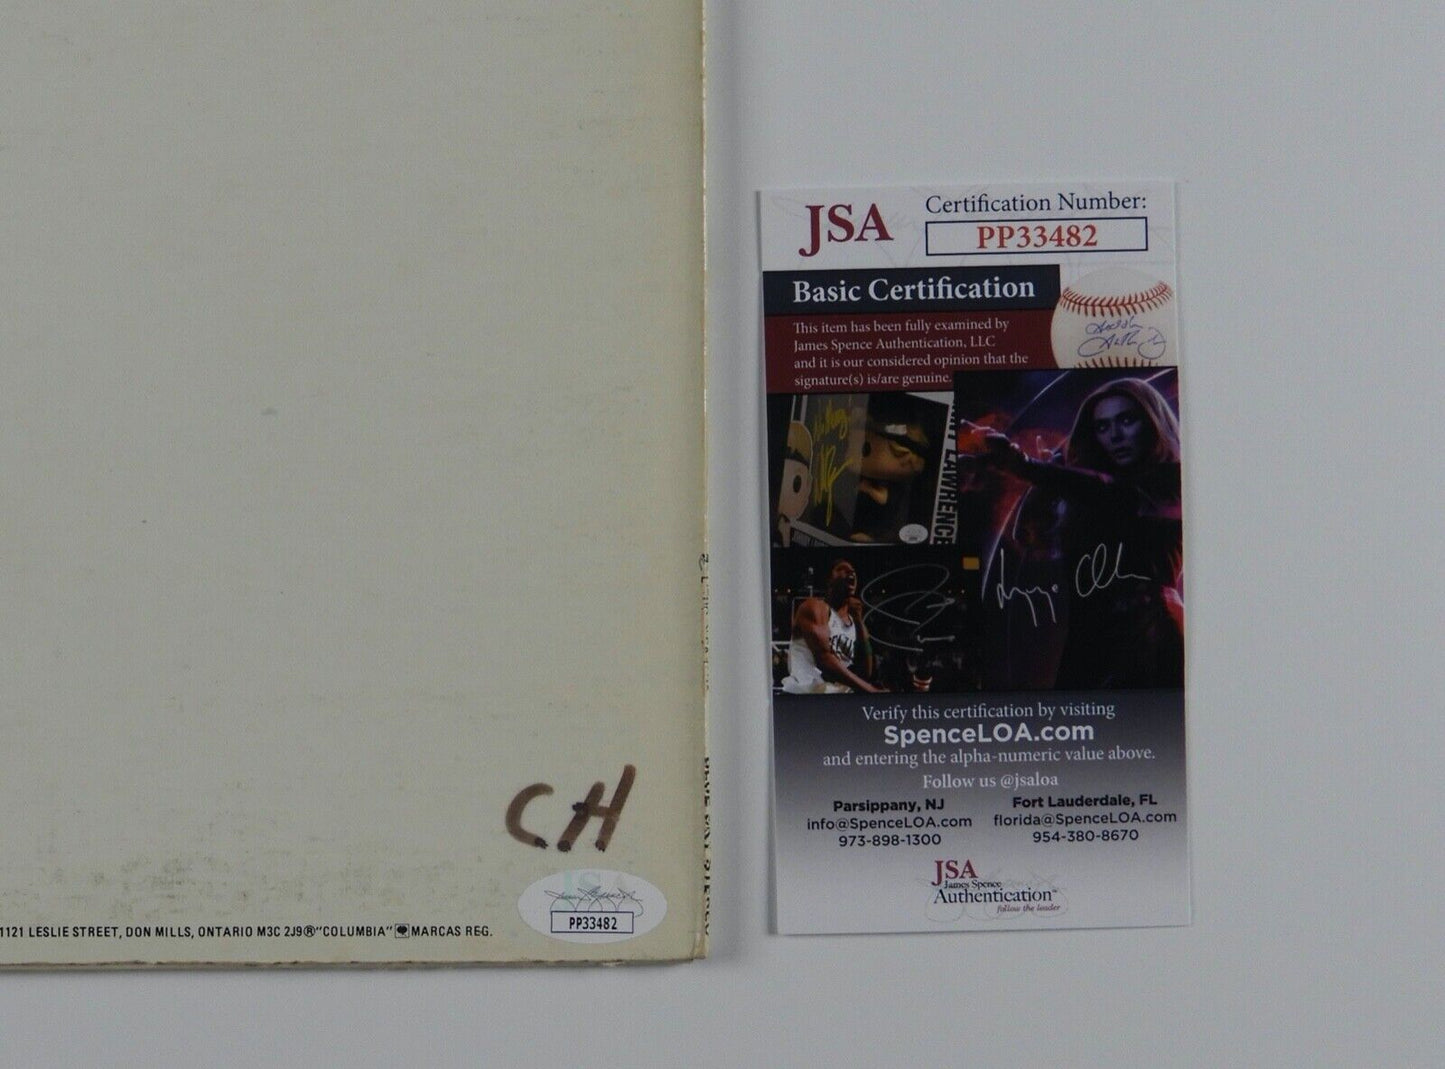 JSA
Certification Number:
PP33482
Basic Certification
This item has been fully examined by
James Spence Authentication, LLC
and it is our considered opinion that the
signature(s) is/are genuine.
LAWRENCE
Verify this certification by visiting
SpenceLOA.com
and entering the alpha-numeric value above.
Follow us @jsaloa
Parsippany, NJ
info@SpenceLOA.com
973-898-1300
Fort Lauderdale, FL
florida@SpenceLOA.com
954-380-8670
JSA
James Spence
Authentication
follow the leader
CH
JSA
PP33482
1121 LESLIE STREET, DON MILLS, ONTARIO M3C 2J9®"COLUMBIA" MARCAS REG.